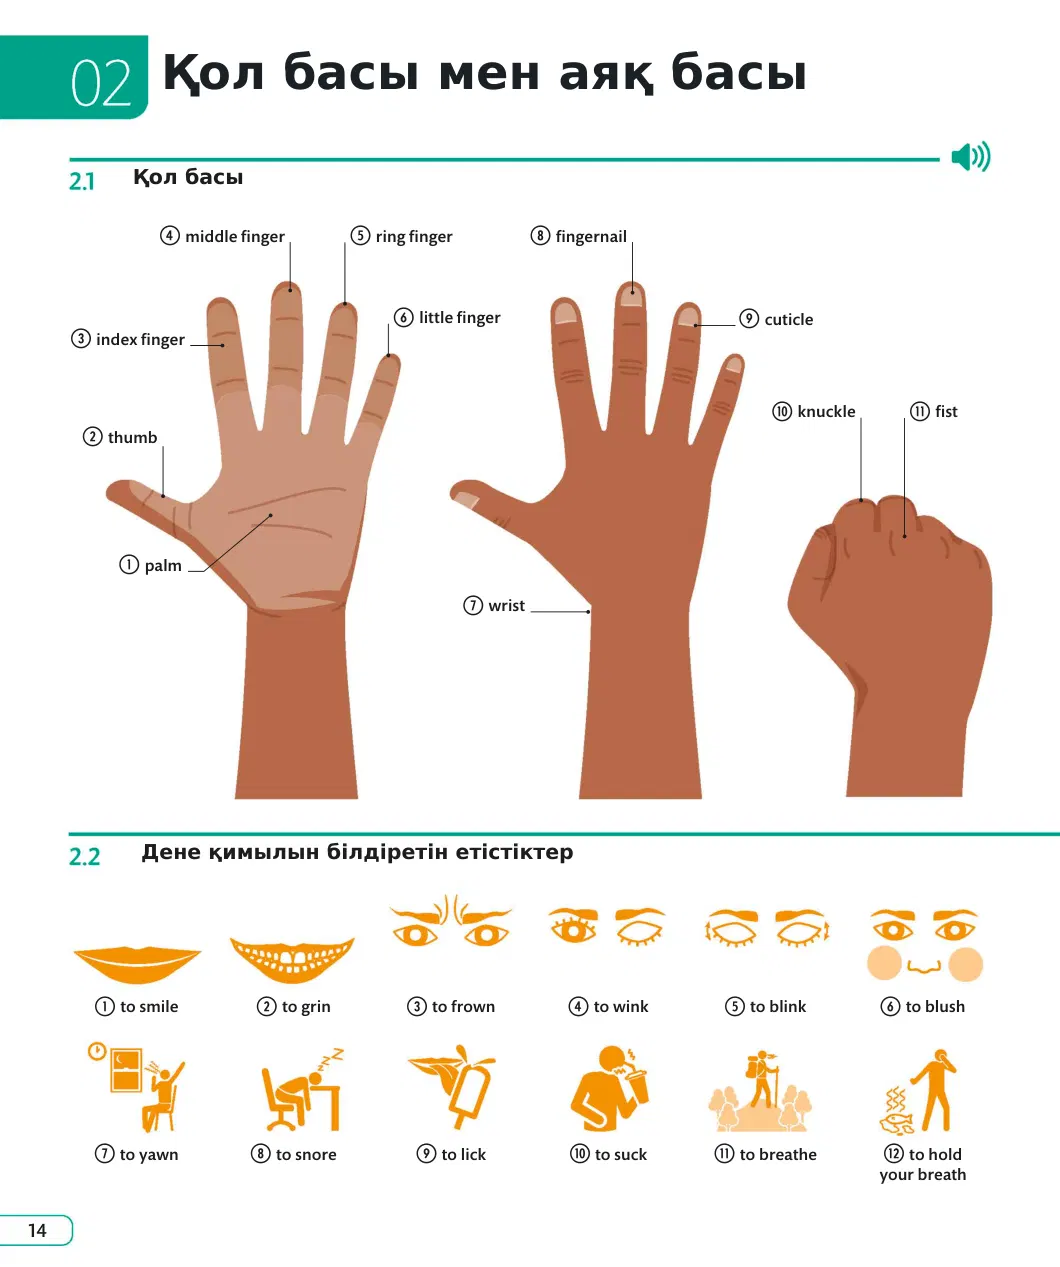 02 Қол басы мен аяқ басы
2.1 Қол басы
④ middle finger
⑤ ring finger
⑧ fingernail
⑥ little finger
⑨ cuticle
③ index finger
⑩ knuckle
⑪ fist
② thumb
① palm
⑦ wrist
2.2 Дене қимылын білдіретін етістіктер
① to smile
② to grin
③ to frown
④ to wink
⑤ to blink
⑥ to blush
⑦ to yawn
⑧ to snore
⑨ to lick
⑩ to suck
⑪ to breathe
⑫ to hold
your breath
14